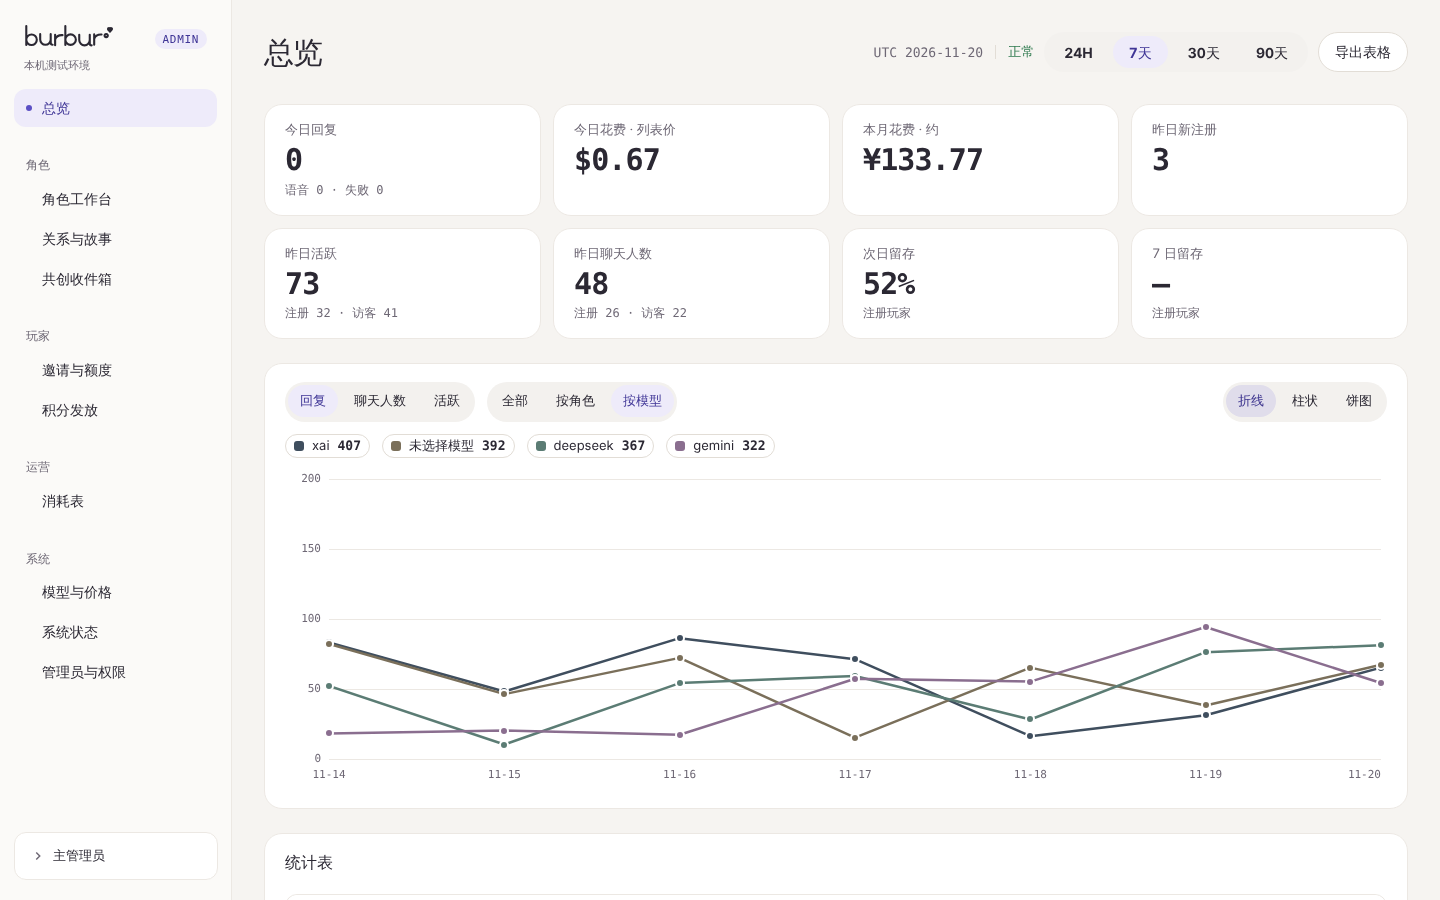 burbur
ADMIN
本机测试环境
总览
角色
角色工作台
关系与故事
共创收件箱
玩家
邀请与额度
积分发放
运营
消耗表
系统
模型与价格
系统状态
管理员与权限
主管理员
总览
UTC 2026-11-20 正常 24H 7天 30天 90天 导出表格
今日回复
0
语音 0 · 失败 0
今日花费 · 列表价
$0.67
本月花费 · 约
¥133.77
昨日新注册
3
昨日活跃
73
注册 32 · 访客 41
昨日聊天人数
48
注册 26 · 访客 22
次日留存
52%
注册玩家
7 日留存
—
注册玩家
回复 聊天人数 活跃 全部 按角色 按模型 折线 柱状 饼图
xai 407 未选择模型 392 deepseek 367 gemini 322
200
150
100
50
0
11-14 11-15 11-16 11-17 11-18 11-19 11-20
统计表